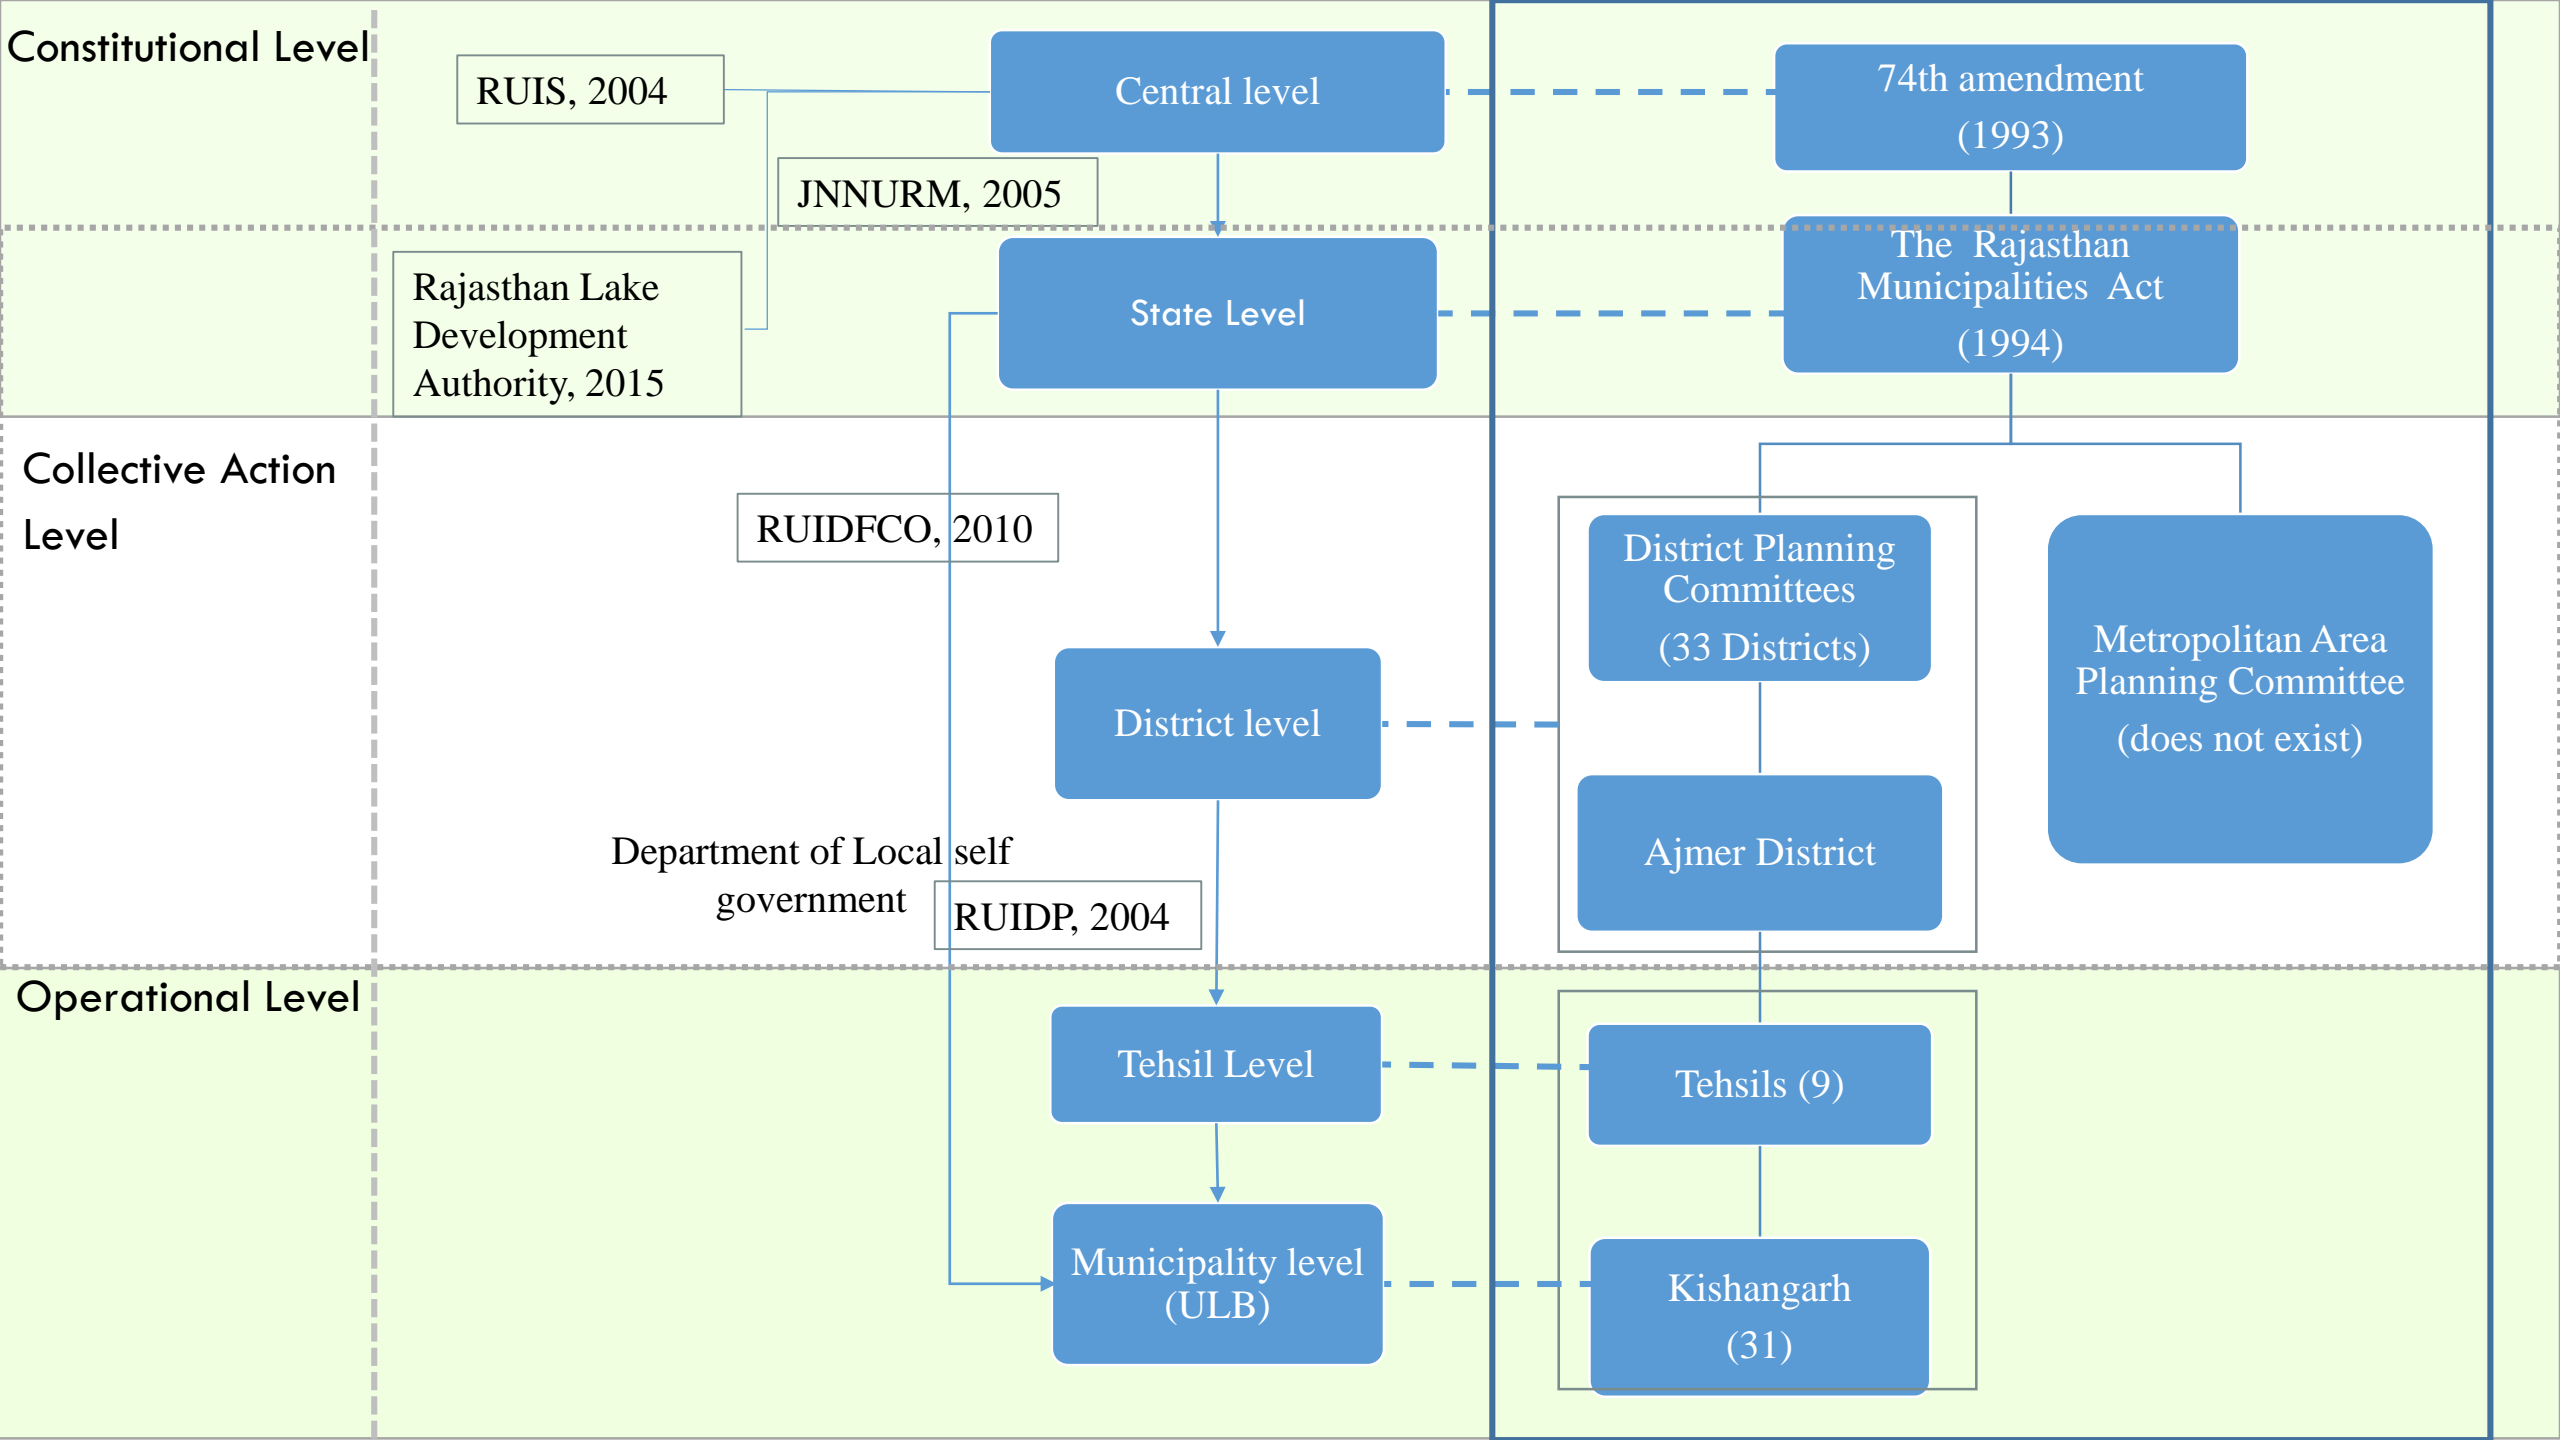 Constitutional Level
RUIS, 2004
Central level
74th amendment
(1993)
JNNURM, 2005
Rajasthan Lake
Development
Authority, 2015
State Level
The  Rajasthan
Municipalities  Act
(1994)
Collective Action
Level
RUIDFCO, 2010
District level
District Planning
Committees
(33 Districts)
Metropolitan Area
Planning Committee
(does not exist)
Ajmer District
Department of Local self
government
RUIDP, 2004
Operational Level
Tehsil Level
Tehsils (9)
Municipality level
(ULB)
Kishangarh
(31)